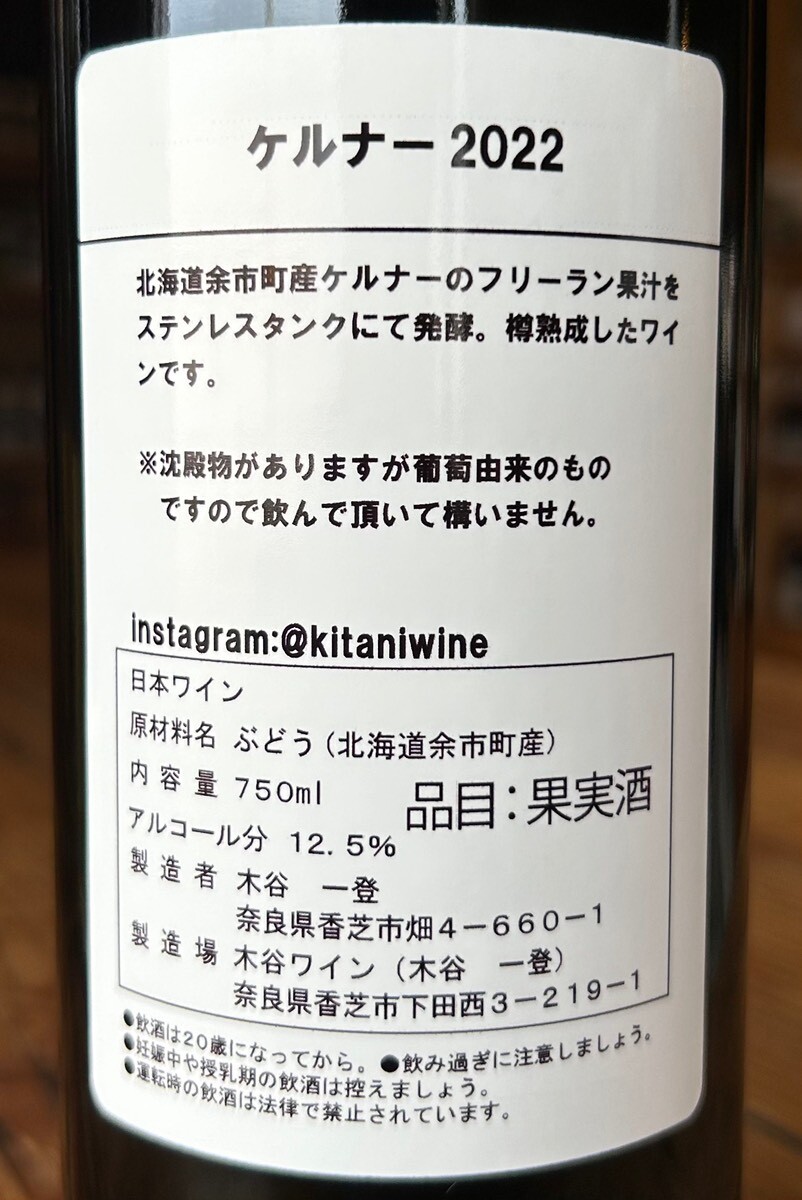 ケルナー 2022
北海道余市町産ケルナーのフリーラン果汁を
ステンレスタンクにて発酵。樽熟成したワイ
ンです。
※沈殿物がありますが葡萄由来のもの
ですので飲んで頂いて構いません。
instagram:@kitaniwine
日本ワイン
原材料名 ぶどう(北海道余市町産)
内容量 750ml
品目:果実酒
アルコール分 12.5%
製造者 木谷 一登
奈良県香芝市畑4-660-1
製造場 木谷ワイン(木谷 一登)
奈良県香芝市下田西3-219-1
●飲酒は20歳になってから。●飲み過ぎに注意しましょう。
●妊娠中や授乳期の飲酒は控えましょう。
●運転時の飲酒は法律で禁止されています。